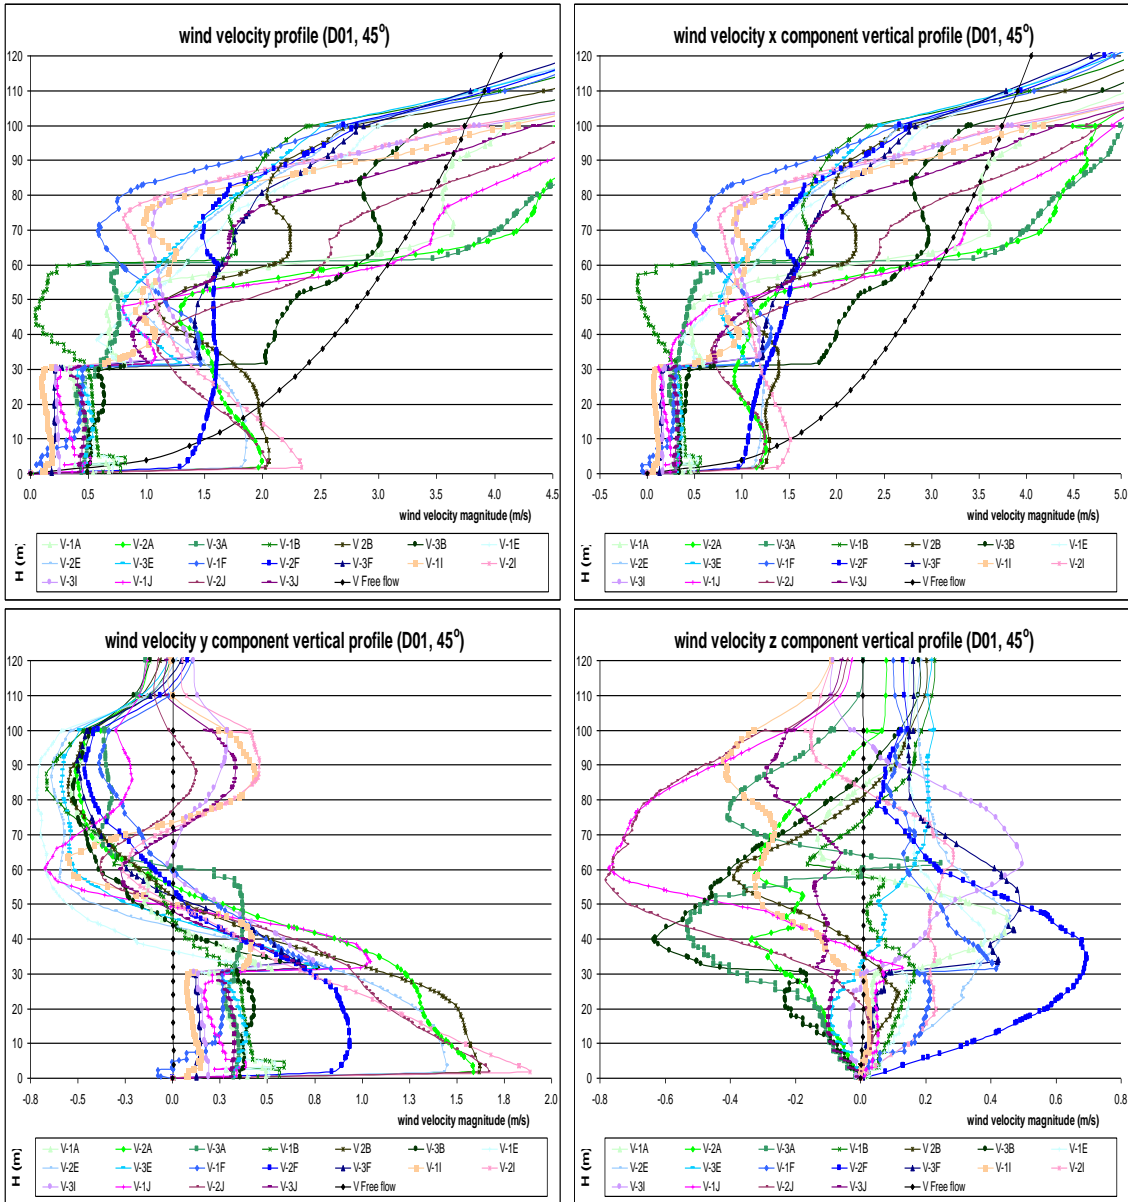 wind velocity profile (D01, 45°)
120
110
100
90
80
70
60
50
40
30
20
10
0
0.0 0.5 1.0 1.5 2.0 2.5 3.0 3.5 4.0 4.5
wind velocity magnitude (m/s)
H (m)
V-1A V-2A V-3A V-1B V 2B V-3B V-1E
V-2E V-3E V-1F V-2F V-3F V-1I V-2I
V-3I V-1J V-2J V-3J V Free flow
wind velocity x component vertical profile (D01, 45°)
120
110
100
90
80
70
60
50
40
30
20
10
0
-0.5 0.0 0.5 1.0 1.5 2.0 2.5 3.0 3.5 4.0 4.5 5.0
wind velocity magnitude (m/s)
H (m)
V-1A V-2A V-3A V-1B V 2B V-3B V-1E
V-2E V-3E V-1F V-2F V-3F V-1I V-2I
V-3I V-1J V-2J V-3J V Free flow
wind velocity y component vertical profile (D01, 45°)
120
110
100
90
80
70
60
50
40
30
20
10
0
-0.8 -0.5 -0.3 0.0 0.3 0.5 0.8 1.0 1.3 1.5 1.8 2.0
wind velocity magnitude (m/s)
H (m)
V-1A V-2A V-3A V-1B V 2B V-3B V-1E
V-2E V-3E V-1F V-2F V-3F V-1I V-2I
V-3I V-1J V-2J V-3J V Free flow
wind velocity z component vertical profile (D01, 45°)
120
110
100
90
80
70
60
50
40
30
20
10
0
-0.8 -0.6 -0.4 -0.2 0.0 0.2 0.4 0.6 0.8
wind velocity magnitude (m/s)
H (m)
V-1A V-2A V-3A V-1B V 2B V-3B V-1E
V-2E V-3E V-1F V-2F V-3F V-1I V-2I
V-3I V-1J V-2J V-3J V Free flow